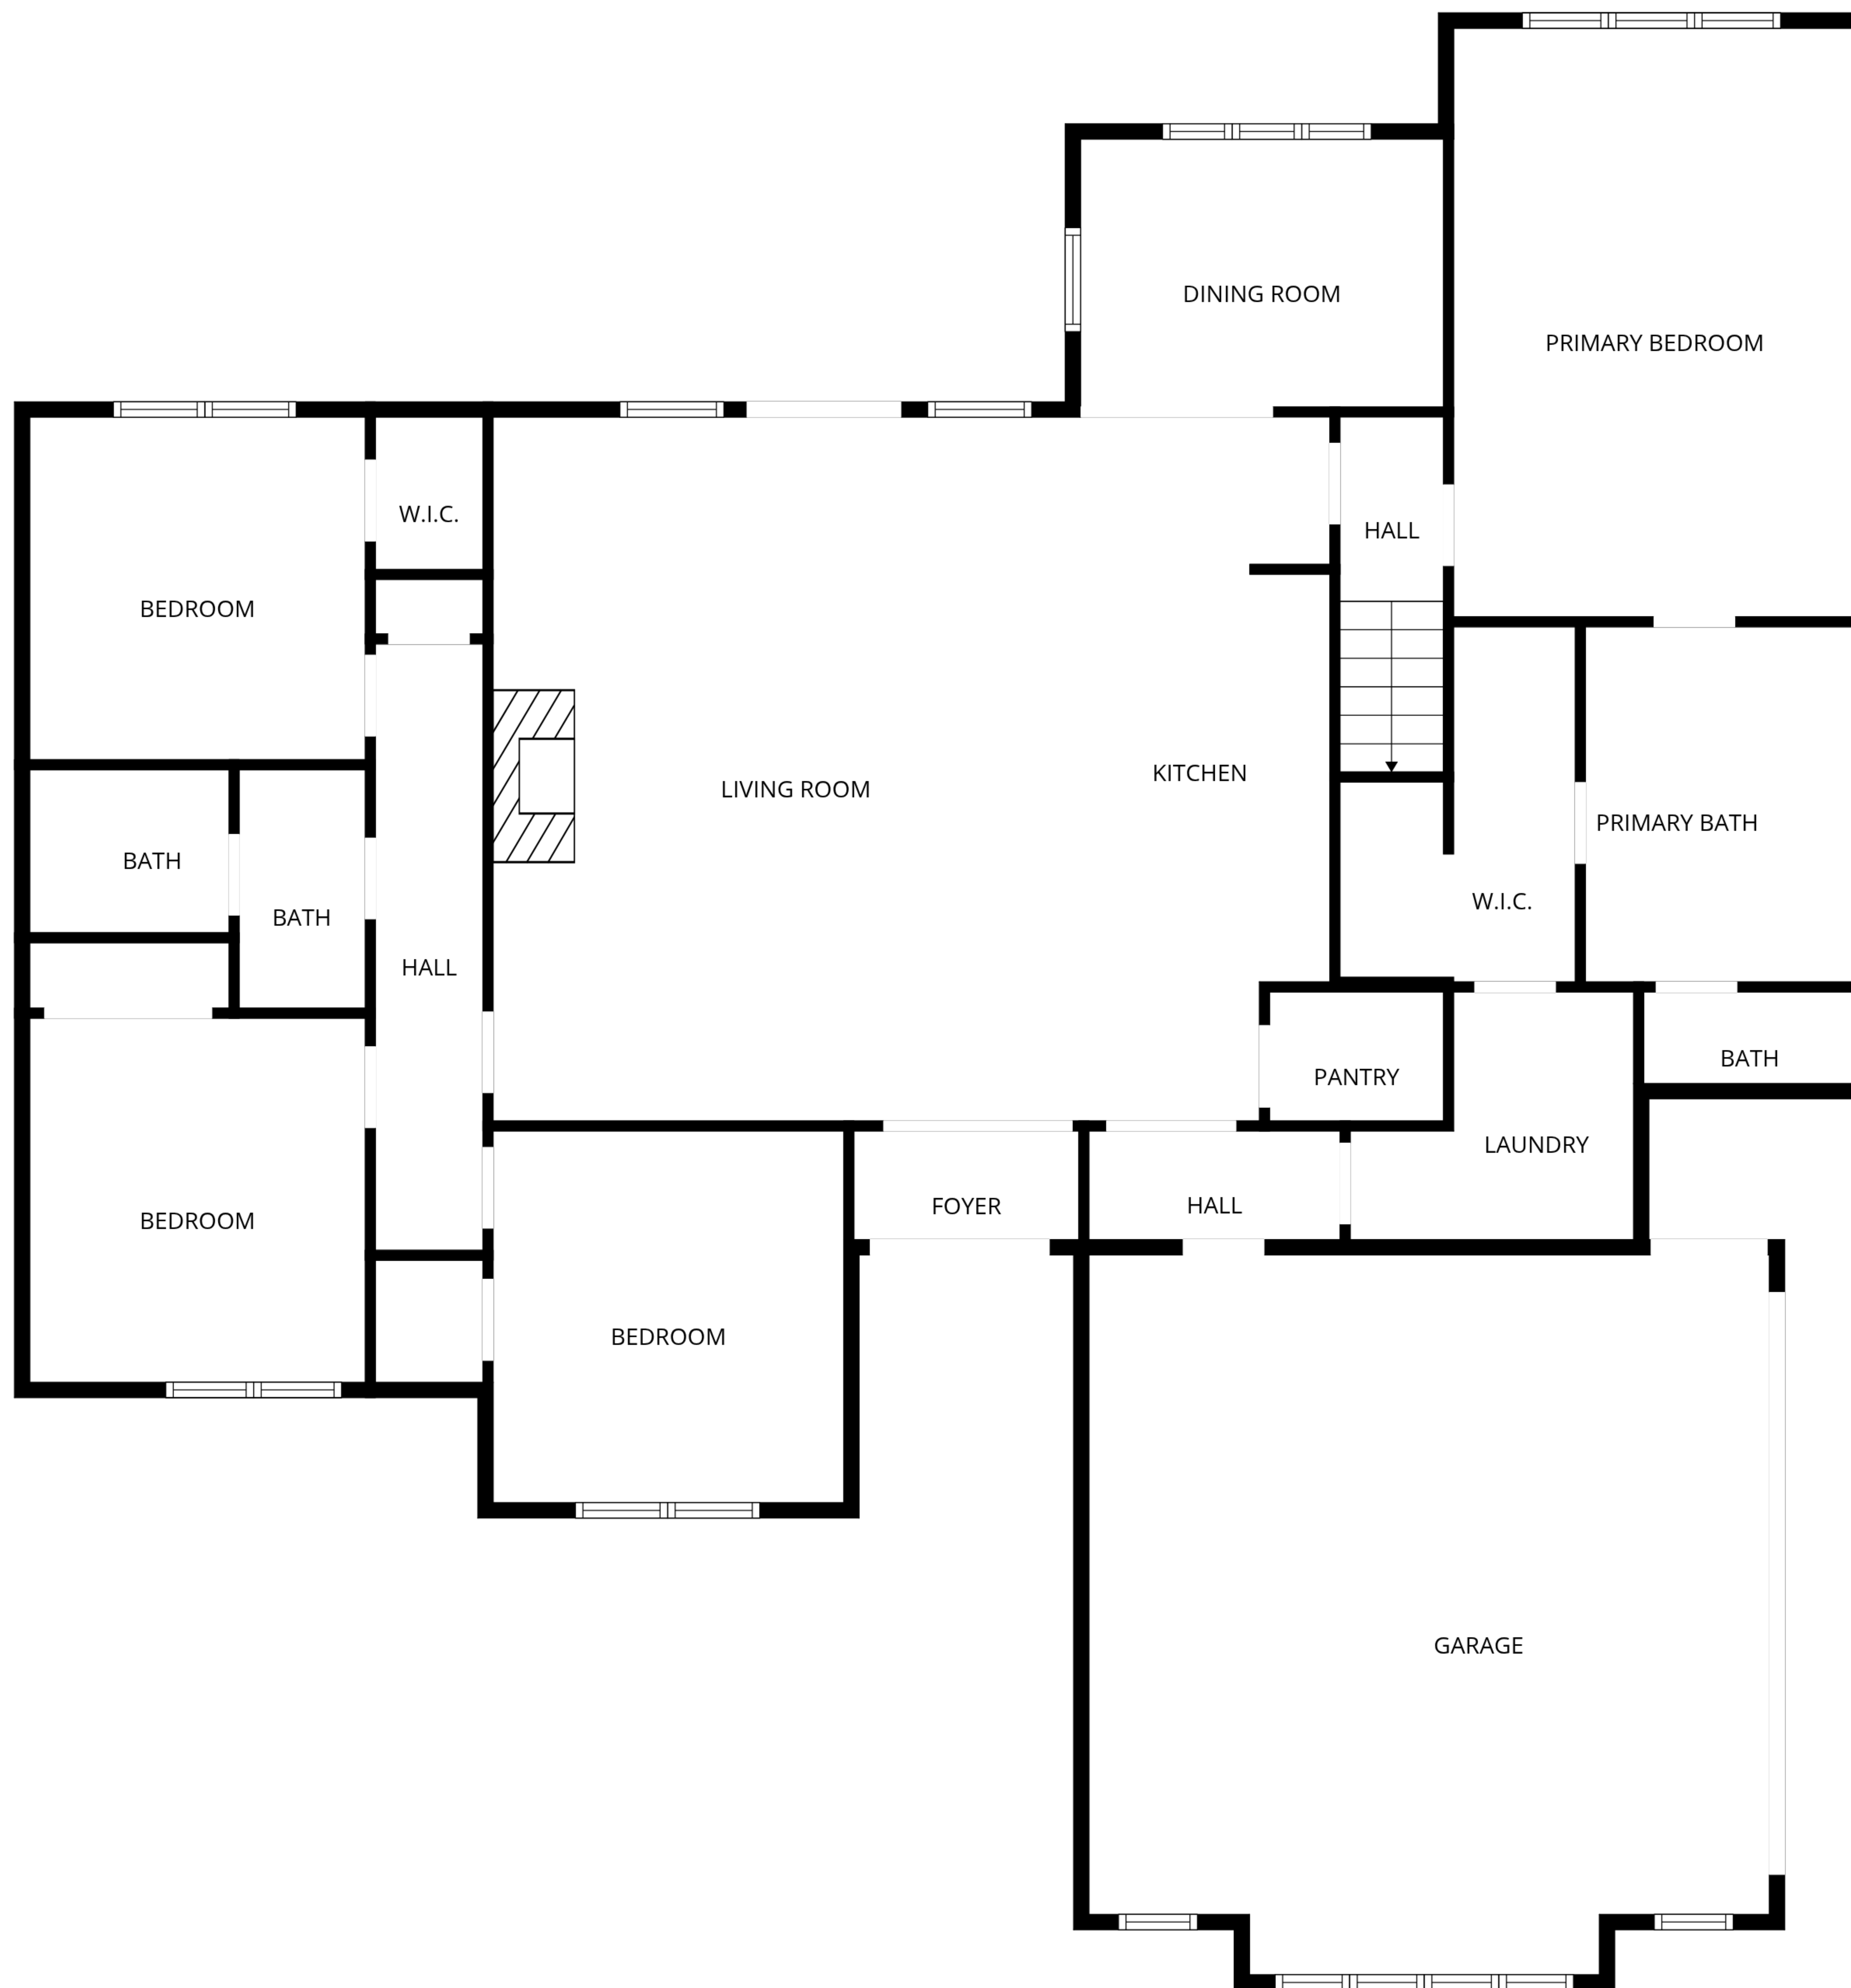 DINING ROOM
PRIMARY BEDROOM
W.I.C.
HALL
BEDROOM
KITCHEN
LIVING ROOM
PRIMARY BATH
BATH
W.I.C.
BATH
HALL
BATH
PANTRY
LAUNDRY
FOYER
HALL
BEDROOM
BEDROOM
GARAGE